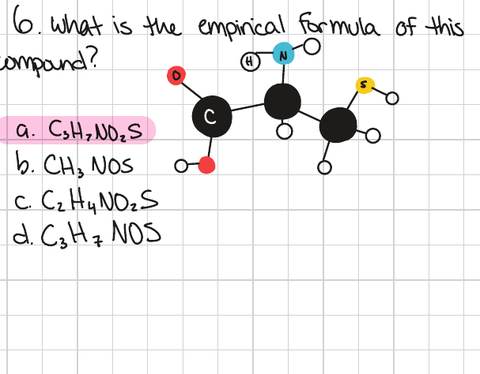 6. What is the empirical formula of this
compound?
H
N
O
S
C
a. C₃H₇NO₂S
b. CH₃ NOS
c. C₂H₄NO₂S
d. C₃H₇ NOS